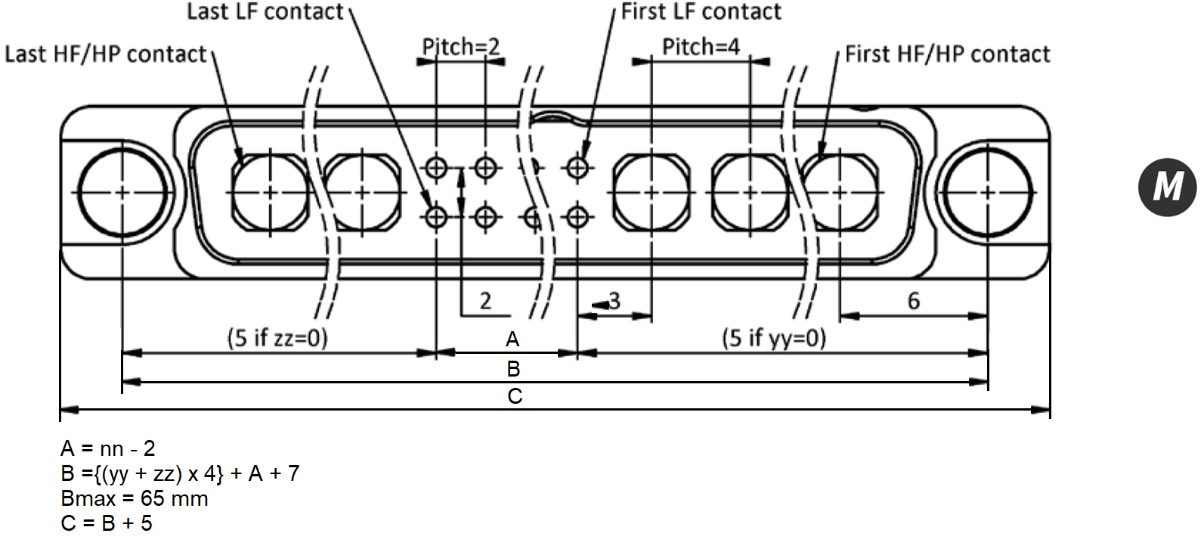 Last LF contact
First LF contact
Last HF/HP contact
Pitch=2
Pitch=4
First HF/HP contact
M
2
3
6
(5 if zz=0)
A
(5 if yy=0)
B
C
A = nn - 2
B ={(yy + zz) x 4} + A + 7
Bmax = 65 mm
C = B + 5